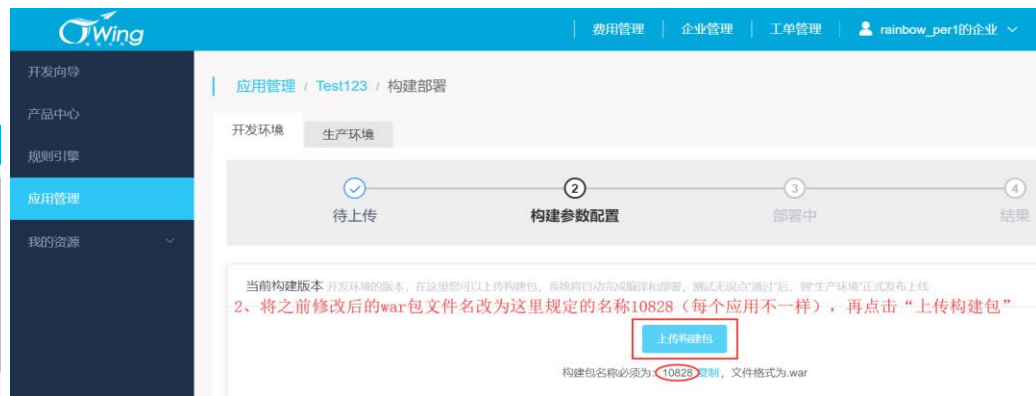 CTWing
费用管理 企业管理 工单管理 rainbow_per1的企业
开发向导
产品中心
规则引擎
应用管理
我的资源
应用管理 / Test123 / 构建部署
开发环境 生产环境
2 3 4
待上传 构建参数配置 部署中 结果
当前构建版本 开发环境的版本，在这里您可以上传构建包，系统将自动完成编译和部署，测试无误点“通过”后，到“生产环境”正式发布上线
2、将之前修改后的war包文件名改为这里规定的名称10828（每个应用不一样），再点击“上传构建包”
上传构建包
构建包名称必须为：10828 复制，文件格式为.war